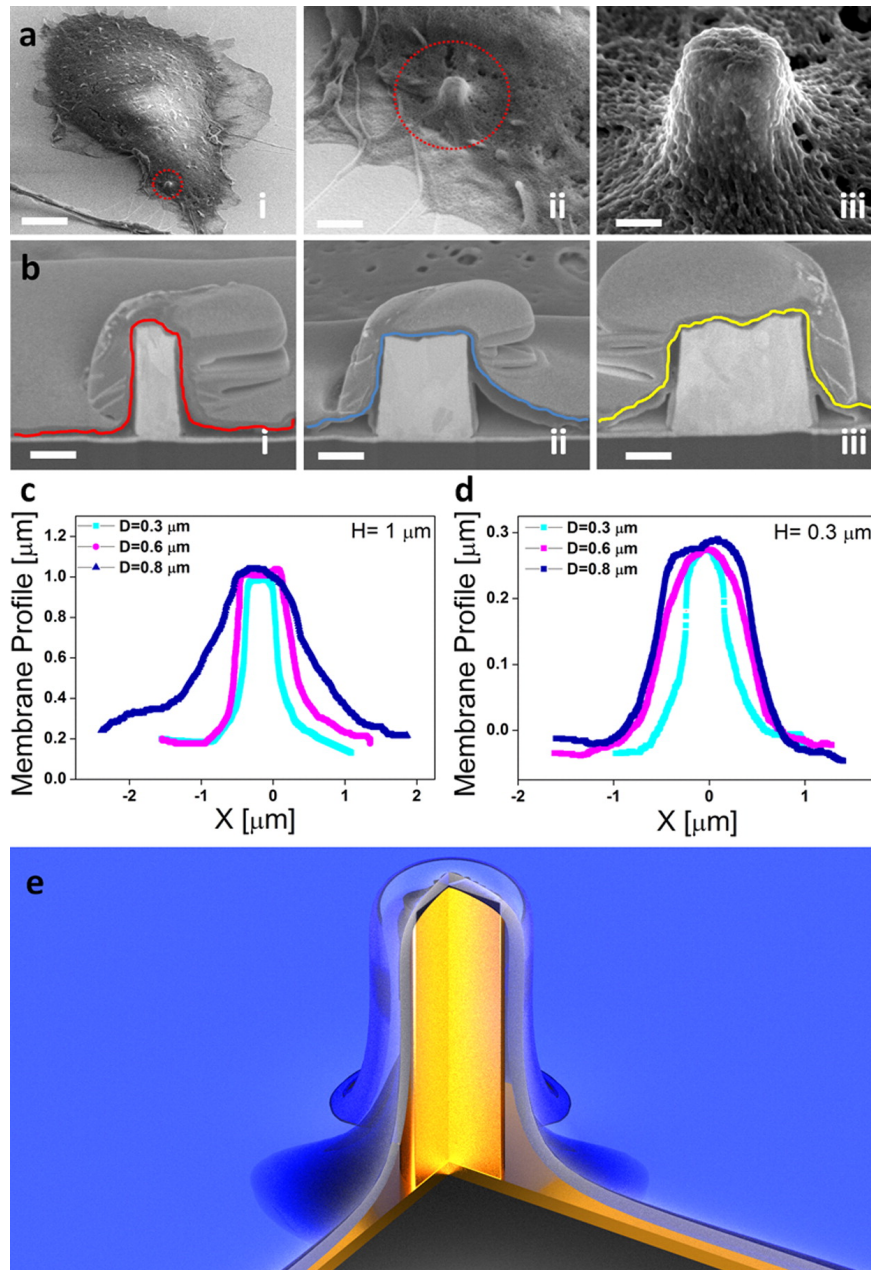 a
i
ii
iii
b
i
ii
iii
c
d
D=0.3 μm
D=0.6 μm
D=0.8 μm
H= 1 μm
Membrane Profile [μm]
1.2
1.0
0.8
0.6
0.4
0.2
0.0
-2
-1
0
1
2
X [μm]
D=0.3 μm
D=0.6 μm
D=0.8 μm
H= 0.3 μm
Membrane Profile [μm]
0.3
0.2
0.1
0.0
-2
-1
0
1
X [μm]
e